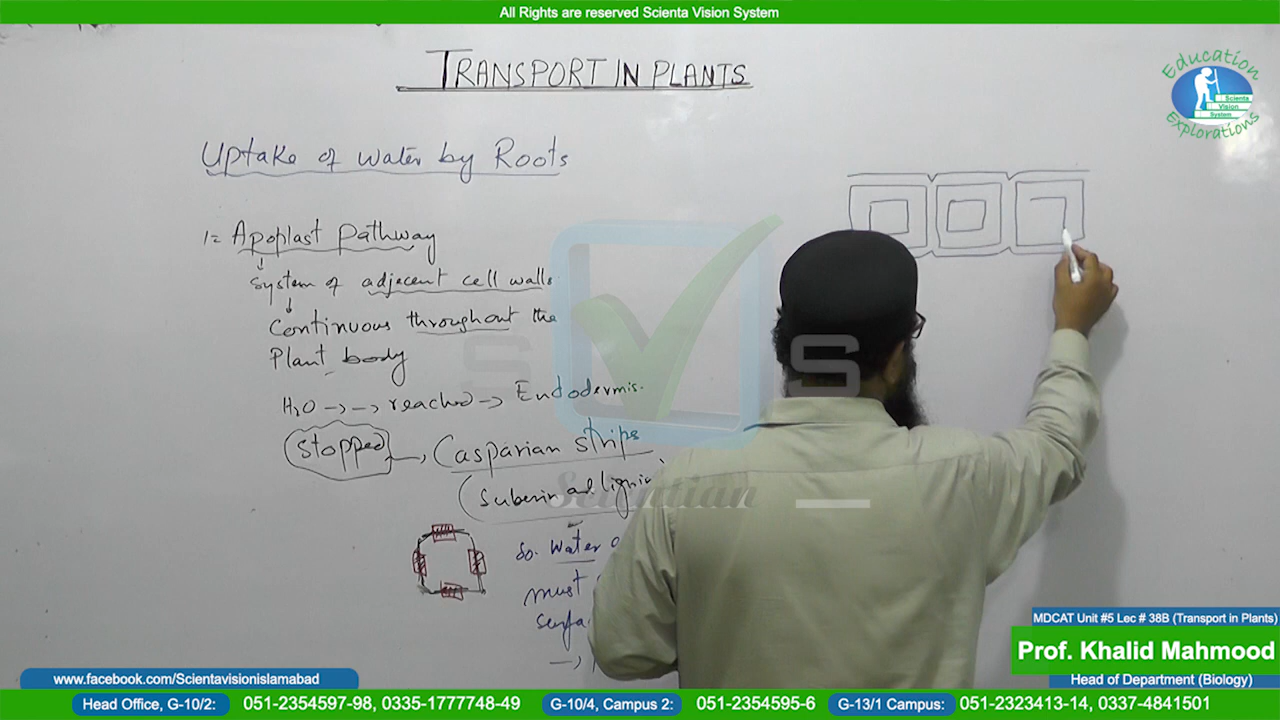 All Rights are reserved Scienta Vision System
TRANSPORT IN PLANTS
Education
Scienta
Vision
System
Explorations
Uptake of water by Roots
1= Apoplast pathway
↓
System of adjacent cell walls
↓
Continuous throughout the
Plant body
H₂O → → reached → Endodermis.
Stopped → Casparian strips
(Suberin and lignin
So. Water
must
→
S S
Scientian
MDCAT Unit #5 Lec # 38B (Transport in Plants)
Prof. Khalid Mahmood
Head of Department (Biology)
www.facebook.com/Scientavisionislamabad
Head Office, G-10/2: 051-2354597-98, 0335-1777748-49 G-10/4, Campus 2: 051-2354595-6 G-13/1 Campus: 051-2323413-14, 0337-4841501